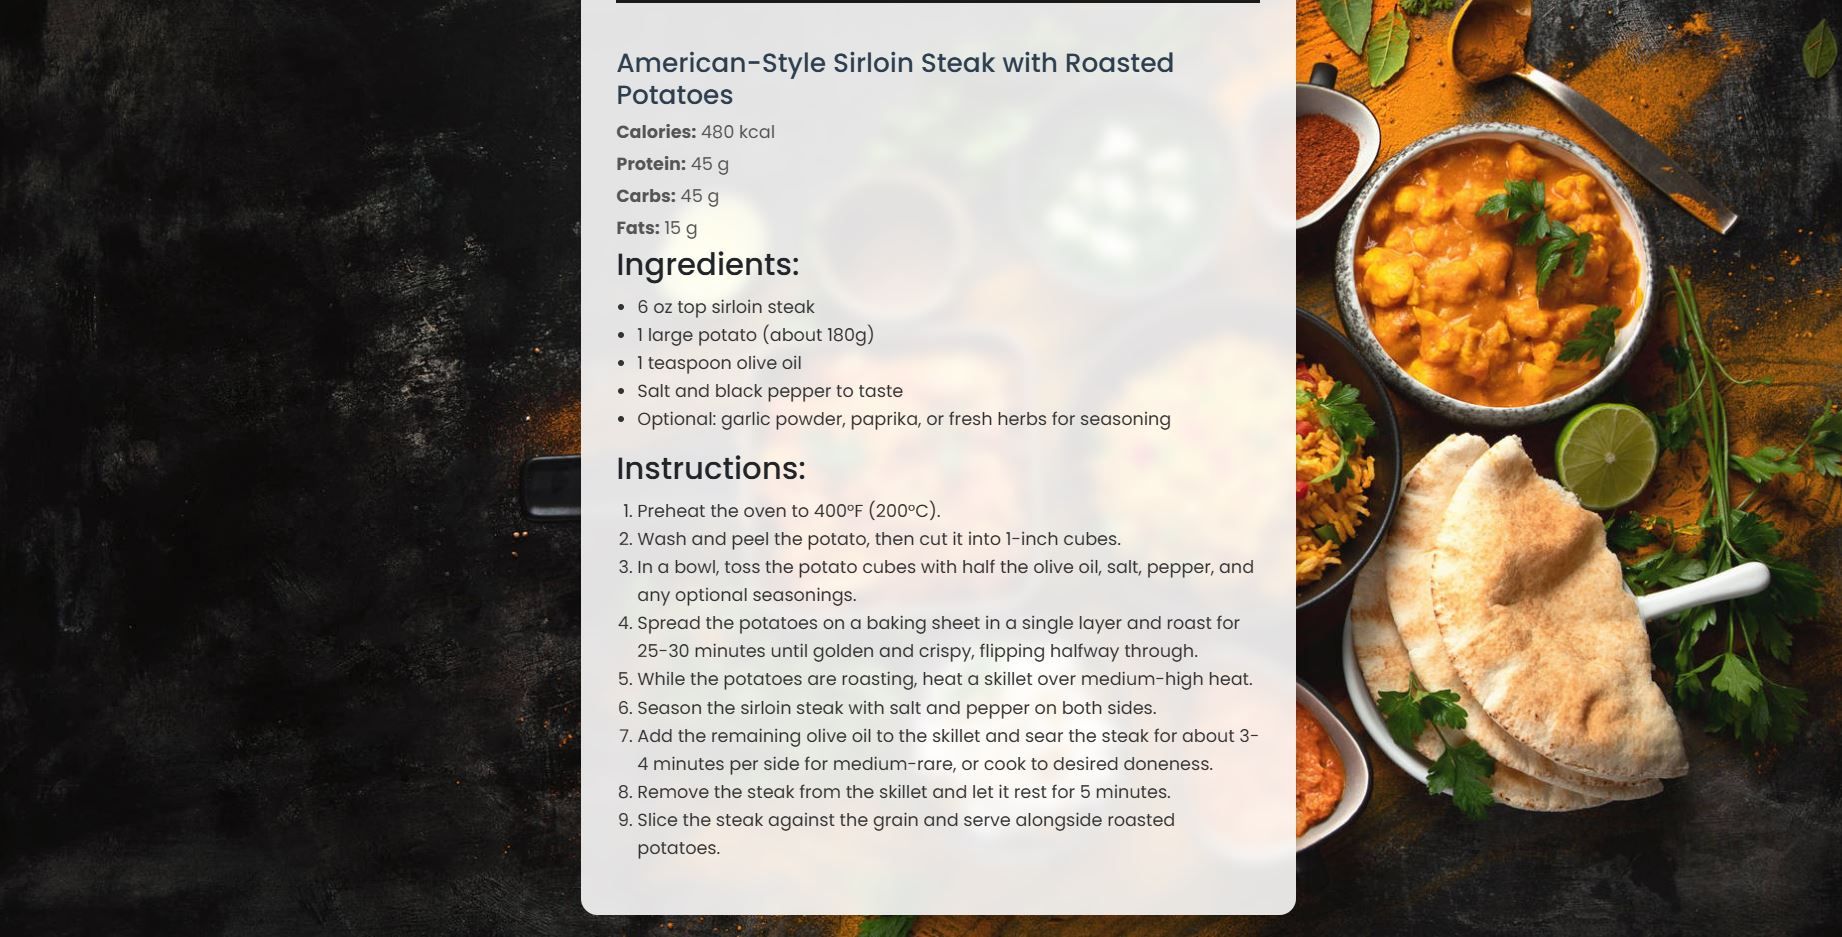 American-Style Sirloin Steak with Roasted
Potatoes
Calories: 480 kcal
Protein: 45 g
Carbs: 45 g
Fats: 15 g
Ingredients:
• 6 oz top sirloin steak
• 1 large potato (about 180g)
• 1 teaspoon olive oil
• Salt and black pepper to taste
• Optional: garlic powder, paprika, or fresh herbs for seasoning
Instructions:
1. Preheat the oven to 400°F (200°C).
2. Wash and peel the potato, then cut it into 1-inch cubes.
3. In a bowl, toss the potato cubes with half the olive oil, salt, pepper, and
any optional seasonings.
4. Spread the potatoes on a baking sheet in a single layer and roast for
25-30 minutes until golden and crispy, flipping halfway through.
5. While the potatoes are roasting, heat a skillet over medium-high heat.
6. Season the sirloin steak with salt and pepper on both sides.
7. Add the remaining olive oil to the skillet and sear the steak for about 3-
4 minutes per side for medium-rare, or cook to desired doneness.
8. Remove the steak from the skillet and let it rest for 5 minutes.
9. Slice the steak against the grain and serve alongside roasted
potatoes.